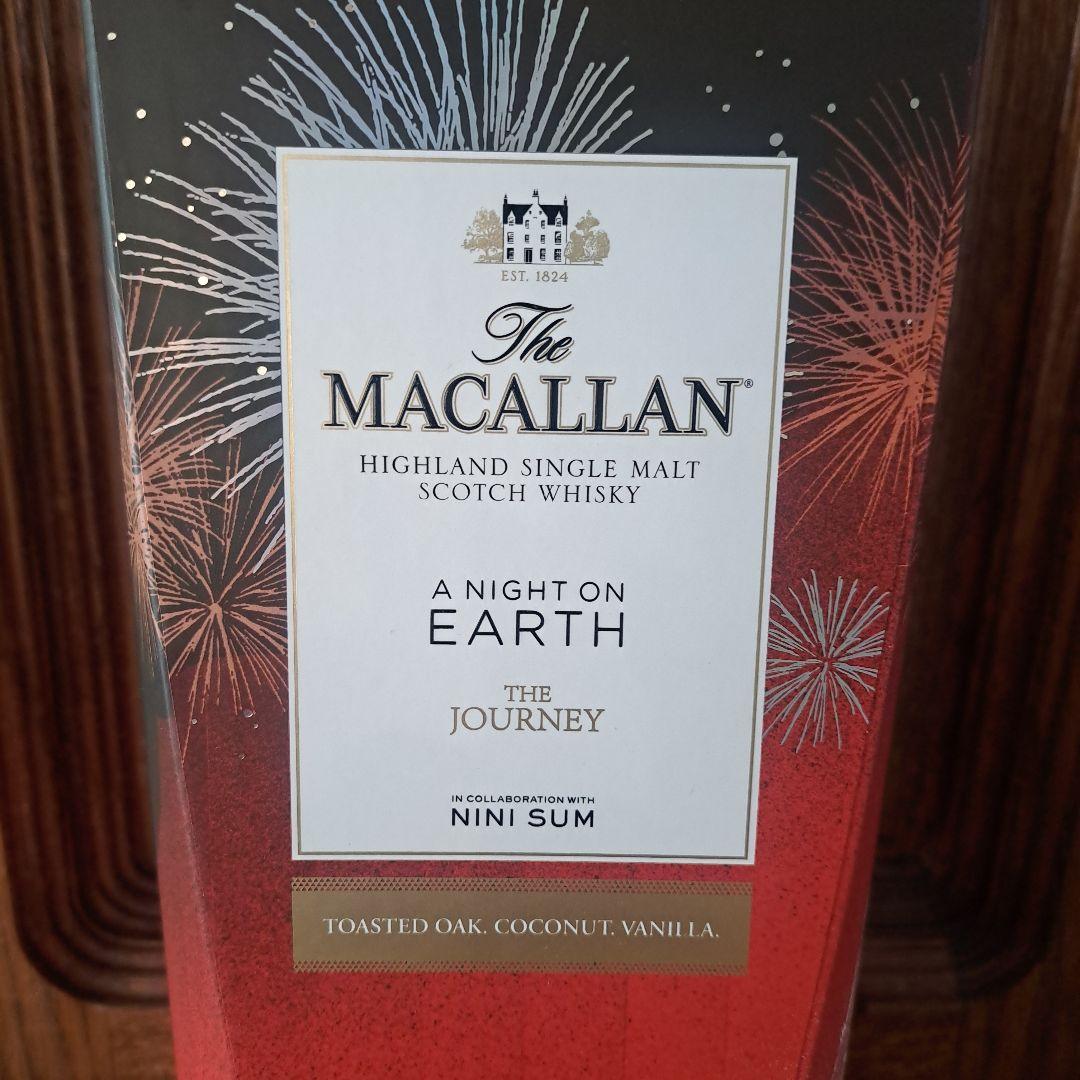 EST. 1824
The
MACALLAN®
HIGHLAND SINGLE MALT
SCOTCH WHISKY
A NIGHT ON
EARTH
THE
JOURNEY
IN COLLABORATION WITH
NINI SUM
TOASTED OAK. COCONUT. VANILLA.